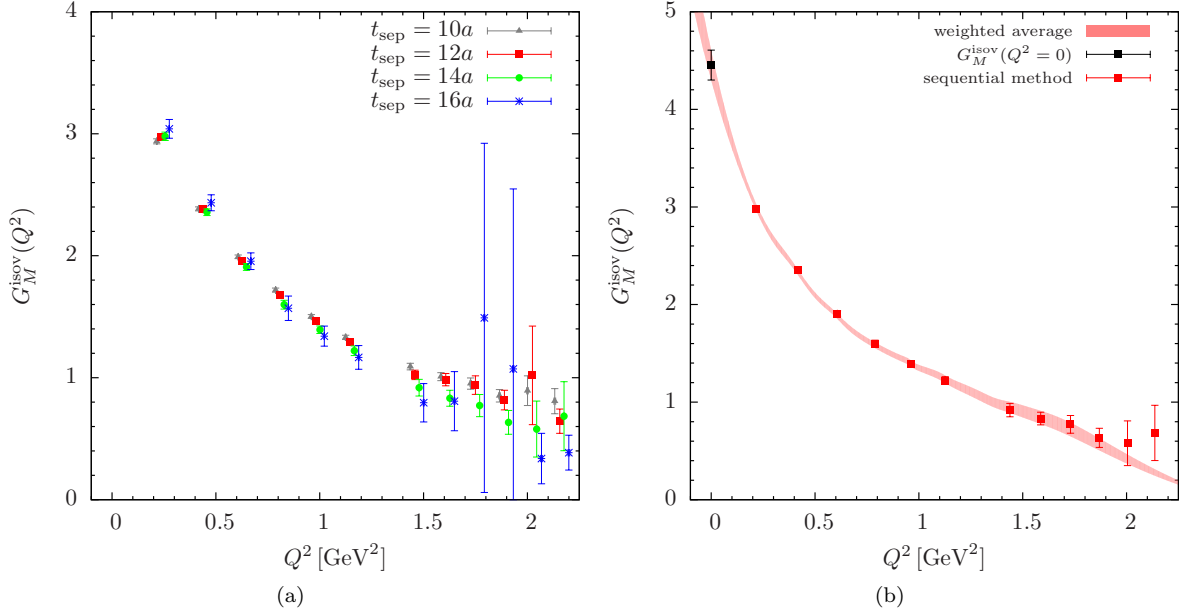 4
3
2
1
0
0
0.5
1
1.5
2
G_M^isov(Q^2)
Q^2 [GeV^2]
t_sep = 10a
t_sep = 12a
t_sep = 14a
t_sep = 16a
(a)
5
4
3
2
1
0
0
0.5
1
1.5
2
G_M^isov(Q^2)
Q^2 [GeV^2]
weighted average
G_M^isov(Q^2 = 0)
sequential method
(b)